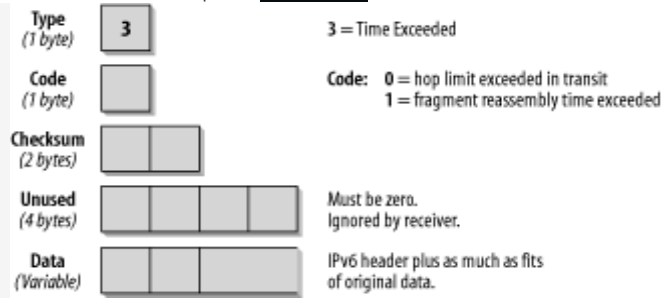 Type
(1 byte)
3
3 = Time Exceeded
Code
(1 byte)
Code: 0 = hop limit exceeded in transit
1 = fragment reassembly time exceeded
Checksum
(2 bytes)
Unused
(4 bytes)
Must be zero.
Ignored by receiver.
Data
(Variable)
IPv6 header plus as much as fits
of original data.